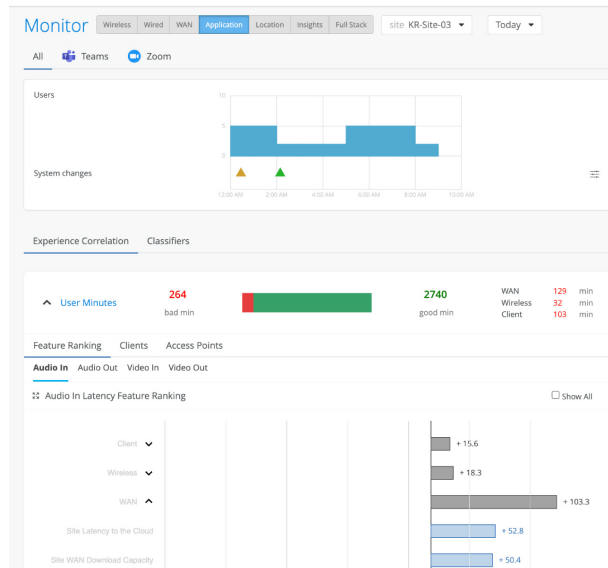 Monitor Wireless Wired WAN Application Location Insights Full Stack site KR-Site-03 Today
All Teams Zoom
Users
10
5
0
System changes
12:00 AM 2:00 AM 4:00 AM 6:00 AM 8:00 AM 10:00 AM
Experience Correlation Classifiers
User Minutes
264
bad min
2740
good min
WAN 129 min
Wireless 32 min
Client 103 min
Feature Ranking Clients Access Points
Audio In Audio Out Video In Video Out
Audio In Latency Feature Ranking Show All
Client + 15.6
Wireless + 18.3
WAN + 103.3
Site Latency to the Cloud + 52.8
Site WAN Download Capacity + 50.4